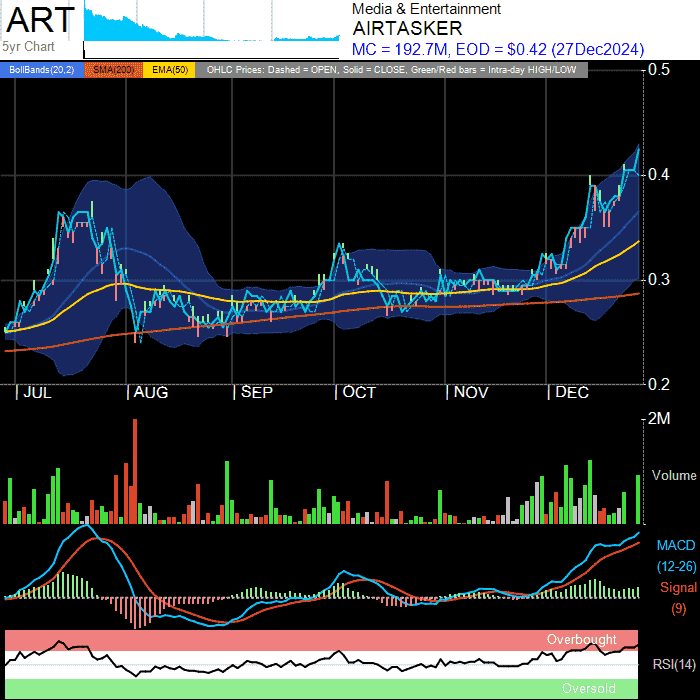 ART
5yr Chart
Media & Entertainment
AIRTASKER
MC = 192.7M, EOD = $0.42 (27Dec2024)
BollBands(20,2) SMA(200) EMA(50) OHLC Prices: Dashed = OPEN, Solid = CLOSE, Green/Red bars = Intra-day HIGH/LOW
0.5
0.4
0.3
0.2
JUL AUG SEP OCT NOV DEC
2M
Volume
MACD
(12-26)
Signal
(9)
Overbought
RSI(14)
Oversold